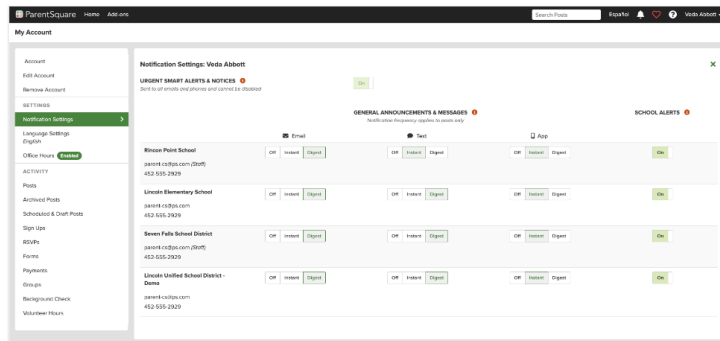 ParentSquare Home Add-ons Search Posts Español Veda Abbott
My Account
Account
Edit Account
Remove Account
SETTINGS
Notification Settings
Language Settings
English
Office Hours Enabled
ACTIVITY
Posts
Archived Posts
Scheduled & Draft Posts
Sign Ups
RSVPs
Forms
Payments
Groups
Background Check
Volunteer Hours
Notification Settings: Veda Abbott
URGENT SMART ALERTS & NOTICES On
Sent to all emails and phones and cannot be disabled
GENERAL ANNOUNCEMENTS & MESSAGES SCHOOL ALERTS
Notification frequency applies to posts only
Email Text App
Rincon Point School Off Instant Digest Off Instant Digest Off Instant Digest On
parent-cs@ps.com (Staff)
452-555-2929
Lincoln Elementary School Off Instant Digest Off Instant Digest Off Instant Digest On
parent-cs@ps.com
452-555-2929
Seven Falls School District Off Instant Digest Off Instant Digest Off Instant Digest On
parent-cs@ps.com (Staff)
452-555-2929
Lincoln Unified School District - Off Instant Digest Off Instant Digest Off Instant Digest On
Demo
parent-cs@ps.com
452-555-2929